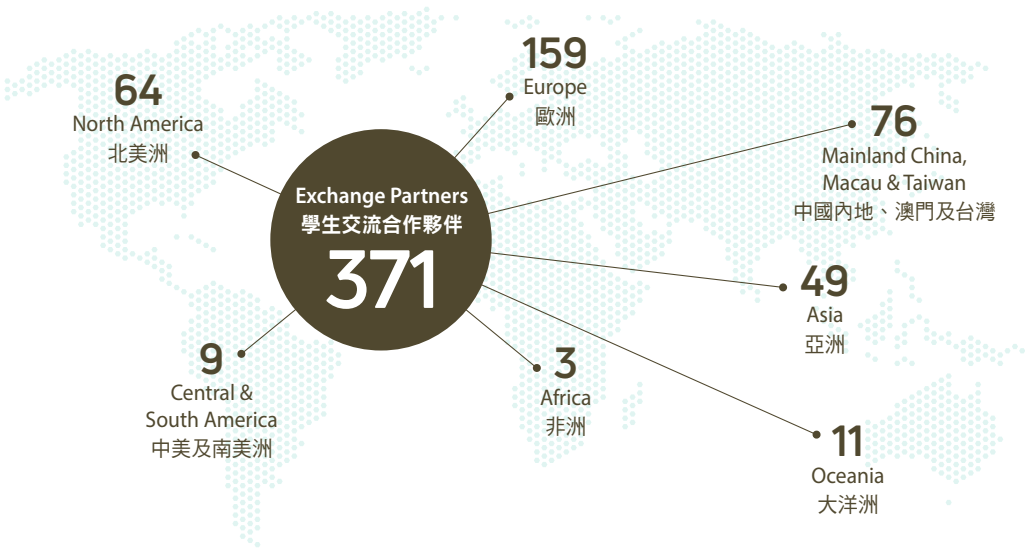 159
Europe
歐洲
64
North America
北美洲
76
Mainland China,
Macau & Taiwan
中國內地、澳門及台灣
Exchange Partners
學生交流合作夥伴
371
49
Asia
亞洲
9
Central &
South America
中美及南美洲
3
Africa
非洲
11
Oceania
大洋洲